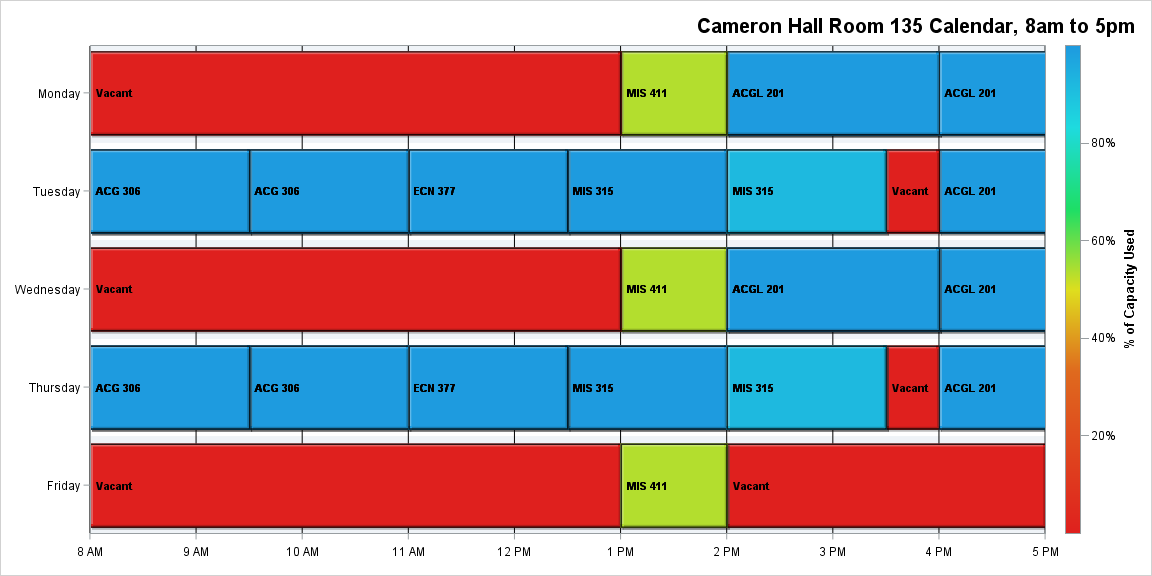 Cameron Hall Room 135 Calendar, 8am to 5pm
Monday
Vacant
MIS 411
ACGL 201
ACGL 201
Tuesday
ACG 306
ACG 306
ECN 377
MIS 315
MIS 315
Vacant
ACGL 201
Wednesday
Vacant
MIS 411
ACGL 201
ACGL 201
Thursday
ACG 306
ACG 306
ECN 377
MIS 315
MIS 315
Vacant
ACGL 201
Friday
Vacant
MIS 411
Vacant
8 AM
9 AM
10 AM
11 AM
12 PM
1 PM
2 PM
3 PM
4 PM
5 PM
80%
60%
40%
20%
% of Capacity Used